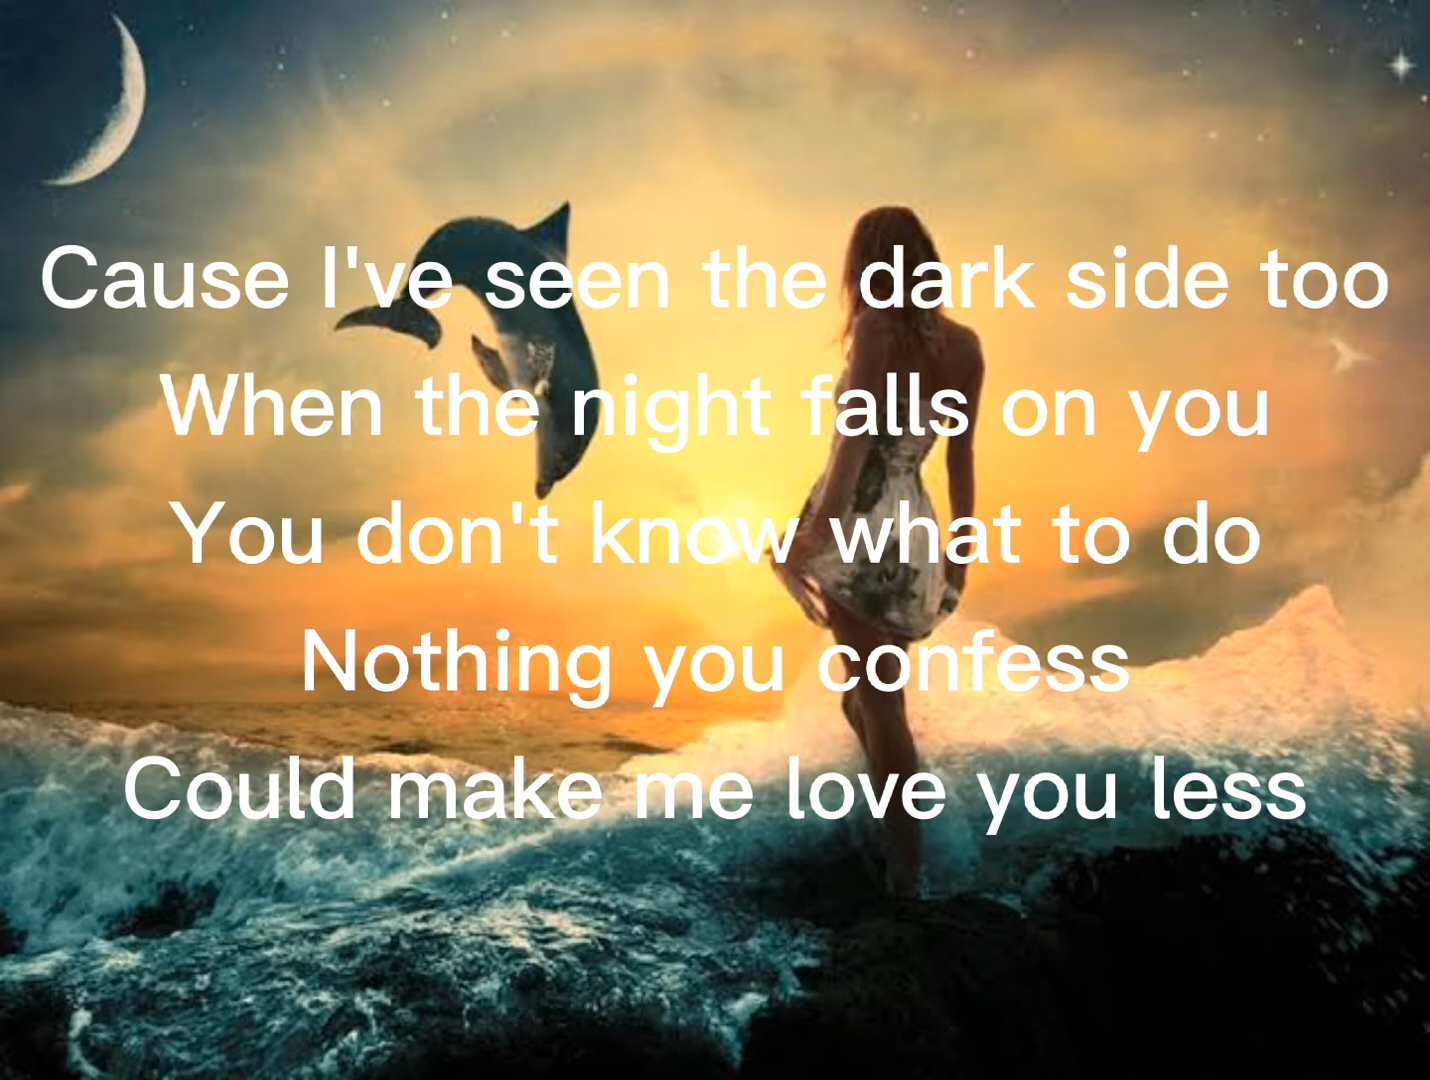 Cause I've seen the dark side too
When the night falls on you
You don't know what to do
Nothing you confess
Could make me love you less